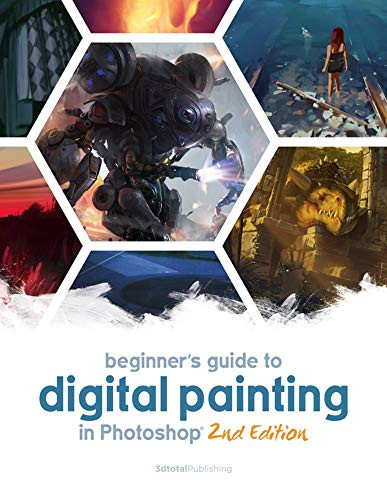 beginner's guide to
digital painting
in Photoshop® 2nd Edition
3dtotalPublishing